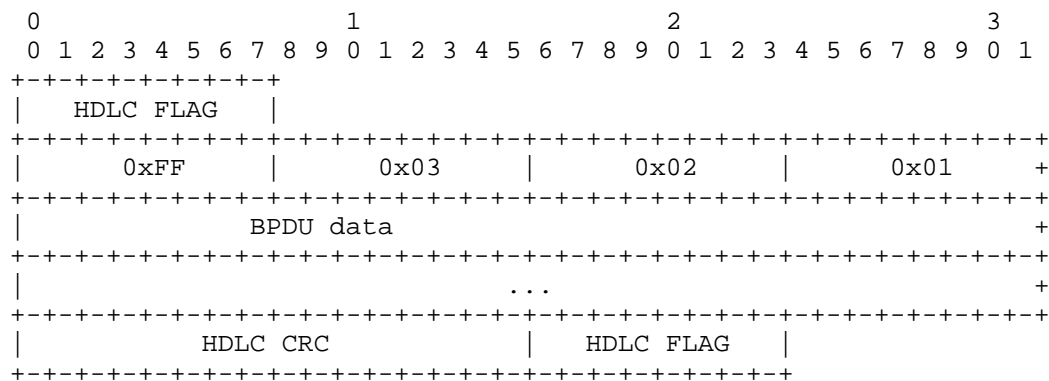 0                   1                   2                   3
 0 1 2 3 4 5 6 7 8 9 0 1 2 3 4 5 6 7 8 9 0 1 2 3 4 5 6 7 8 9 0 1
+-+-+-+-+-+-+-+-+
|   HDLC FLAG   |
+-+-+-+-+-+-+-+-+-+-+-+-+-+-+-+-+-+-+-+-+-+-+-+-+-+-+-+-+-+-+-+-+
|      0xFF     |      0x03     |      0x02     |      0x01     +
+-+-+-+-+-+-+-+-+-+-+-+-+-+-+-+-+-+-+-+-+-+-+-+-+-+-+-+-+-+-+-+-+
|              BPDU data                                        +
+-+-+-+-+-+-+-+-+-+-+-+-+-+-+-+-+-+-+-+-+-+-+-+-+-+-+-+-+-+-+-+-+
|                              ...                              +
+-+-+-+-+-+-+-+-+-+-+-+-+-+-+-+-+-+-+-+-+-+-+-+-+-+-+-+-+-+-+-+-+
|           HDLC CRC            |   HDLC FLAG   |
+-+-+-+-+-+-+-+-+-+-+-+-+-+-+-+-+-+-+-+-+-+-+-+-+